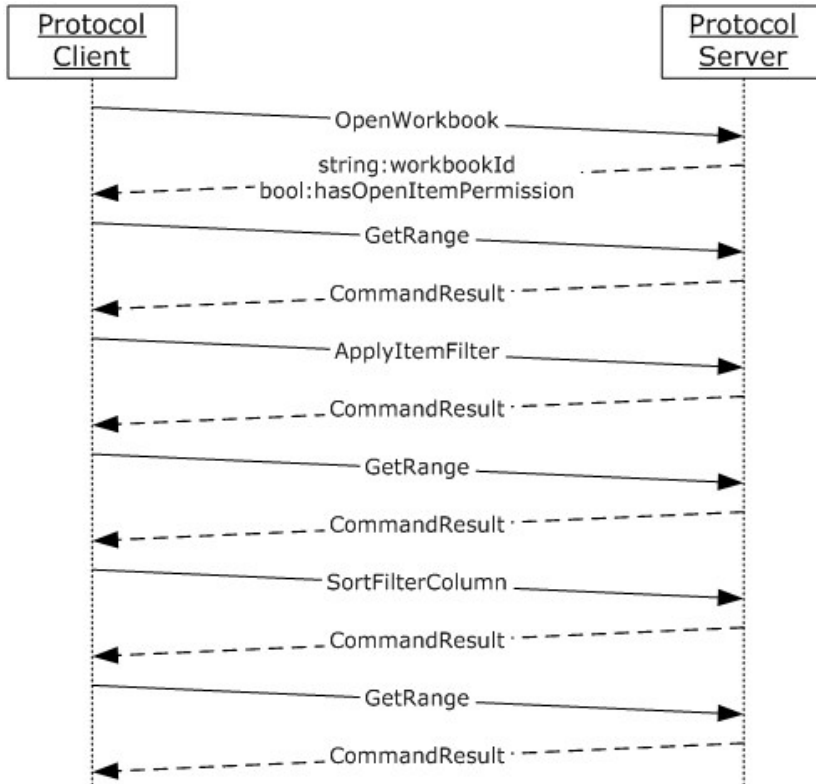 Protocol
Client
Protocol
Server
OpenWorkbook
string:workbookId
bool:hasOpenItemPermission
GetRange
CommandResult
ApplyItemFilter
CommandResult
GetRange
CommandResult
SortFilterColumn
CommandResult
GetRange
CommandResult